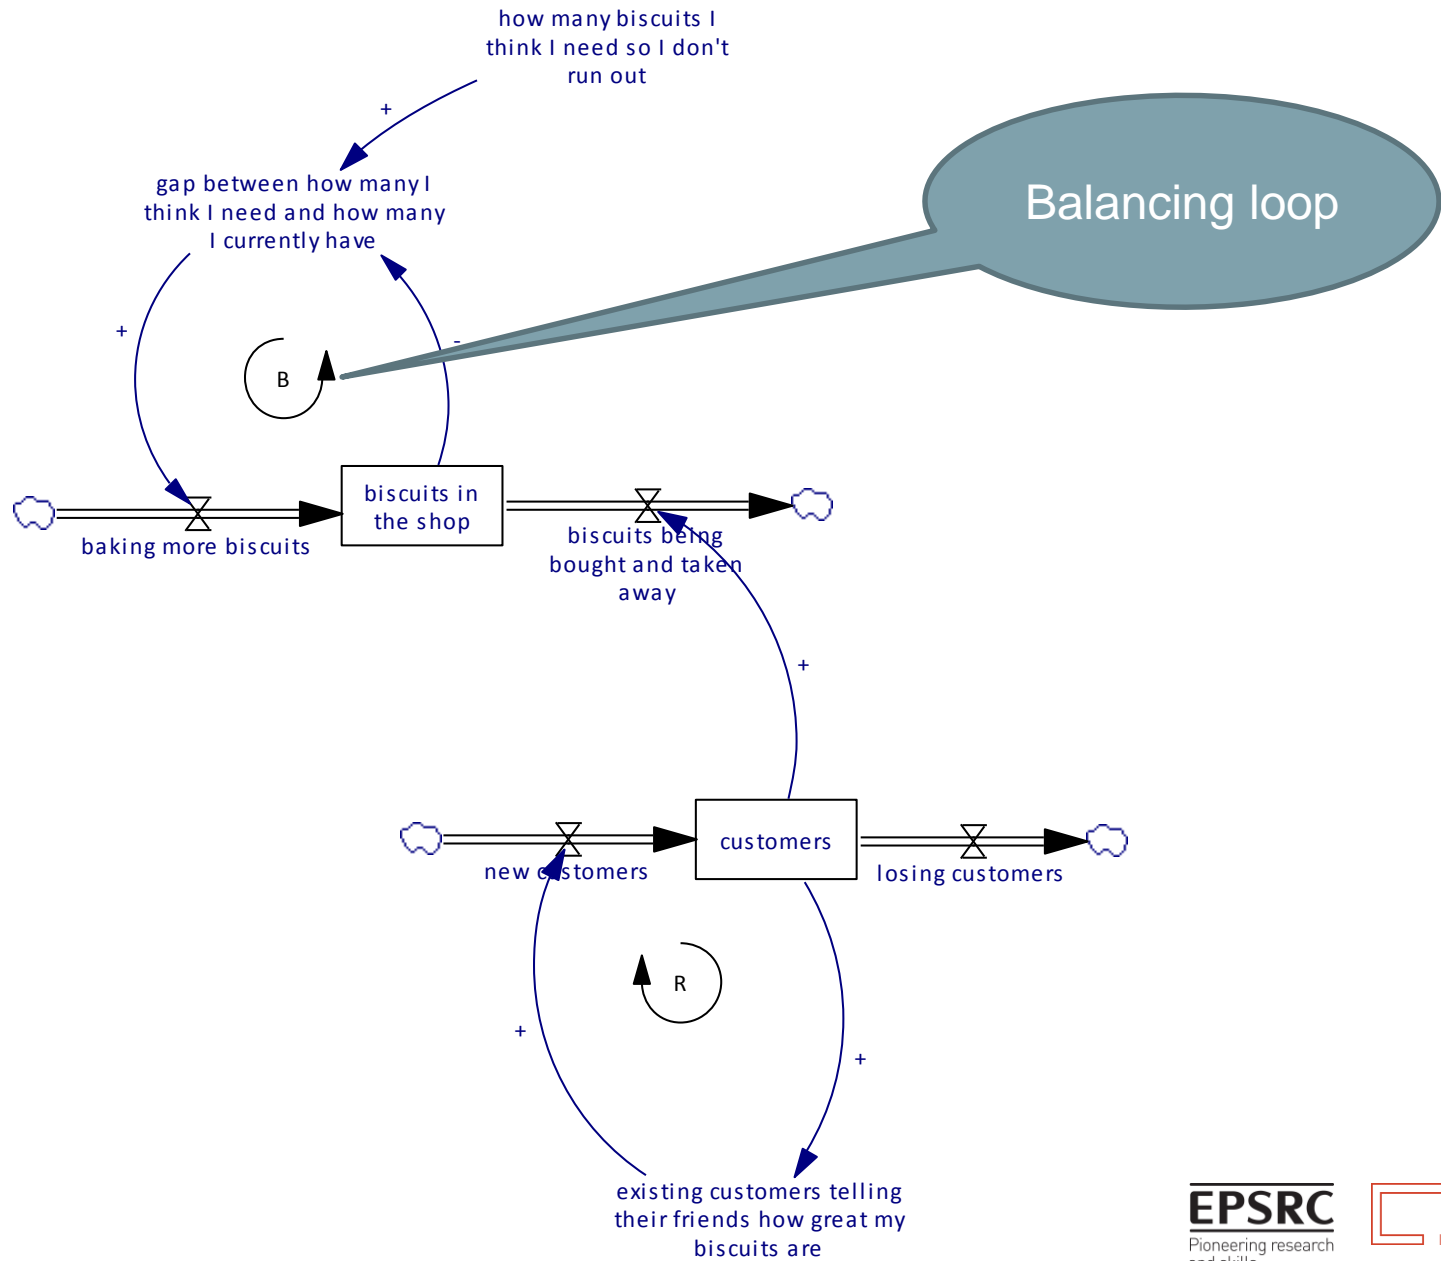 how many biscuits I
think I need so I don't
run out
+
gap between how many I
think I need and how many
I currently have
Balancing loop
+
-
B
biscuits in
the shop
baking more biscuits
biscuits being
bought and taken
away
+
customers
new customers
losing customers
R
+
+
existing customers telling
their friends how great my
biscuits are
EPSRC
Pioneering research
and skills